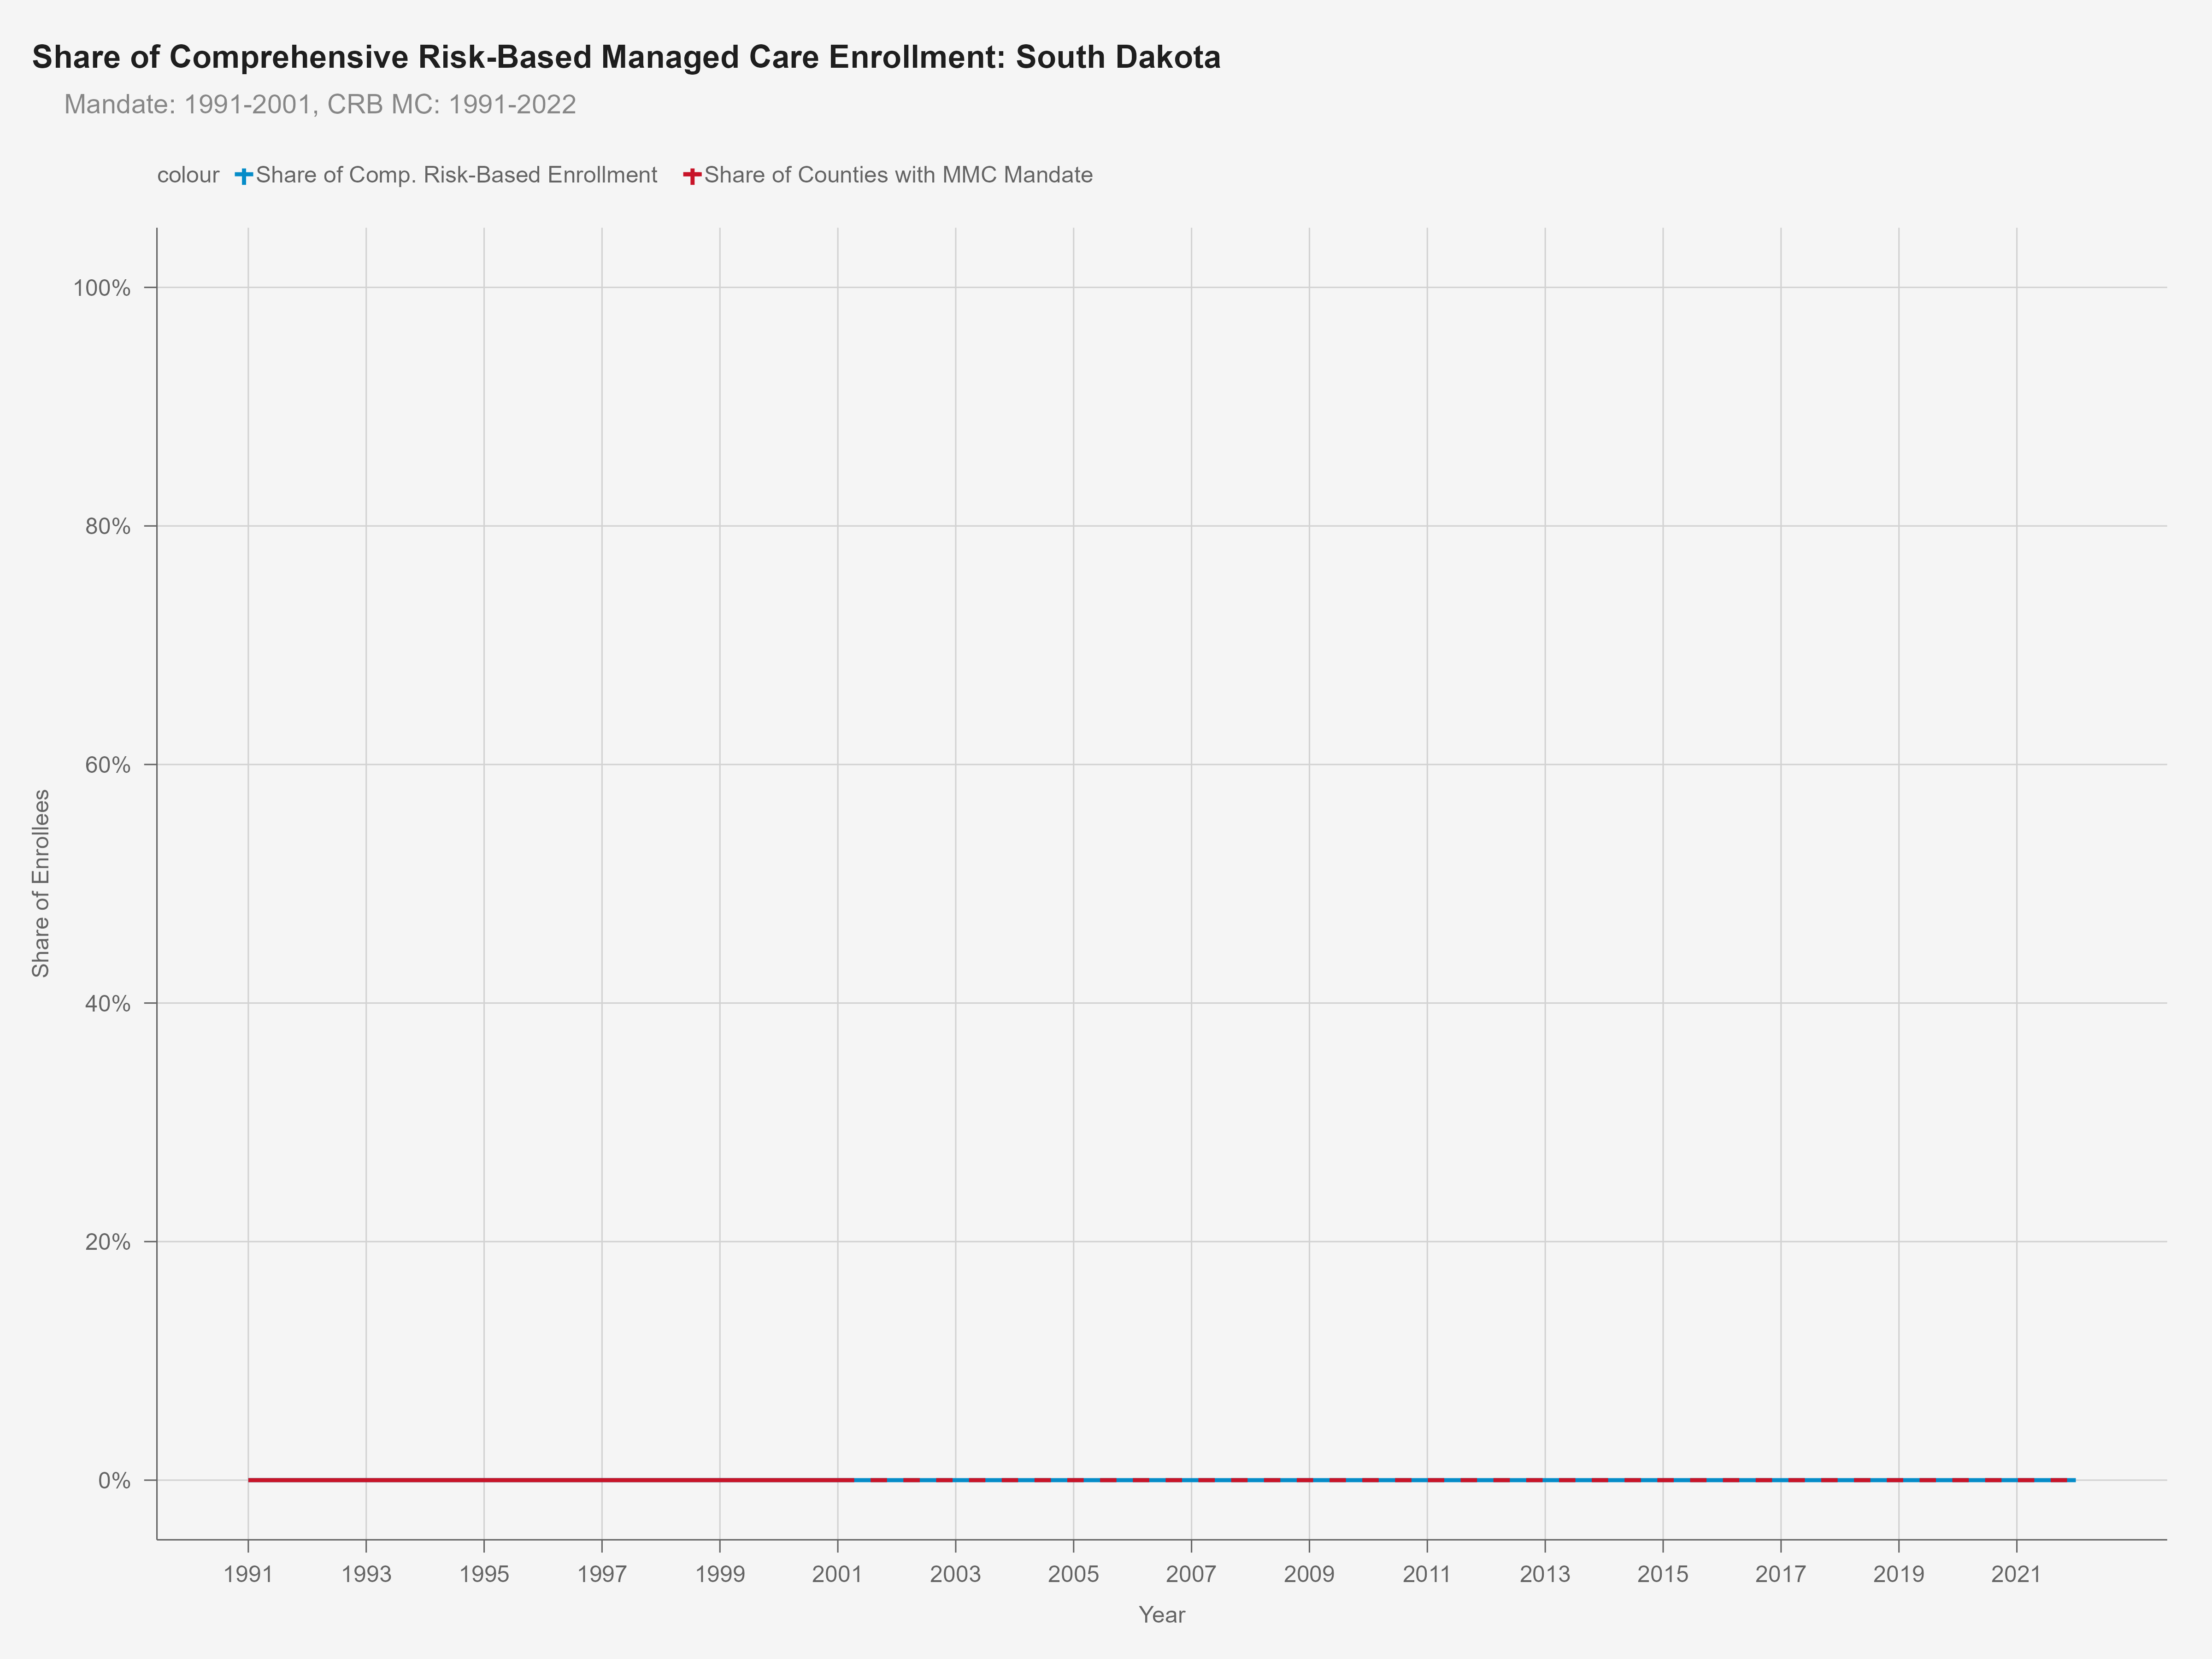 Share of Comprehensive Risk-Based Managed Care Enrollment: South Dakota
Mandate: 1991-2001, CRB MC: 1991-2022
colour Share of Comp. Risk-Based Enrollment Share of Counties with MMC Mandate
100%
80%
60%
40%
20%
0%
Share of Enrollees
1991 1993 1995 1997 1999 2001 2003 2005 2007 2009 2011 2013 2015 2017 2019 2021
Year